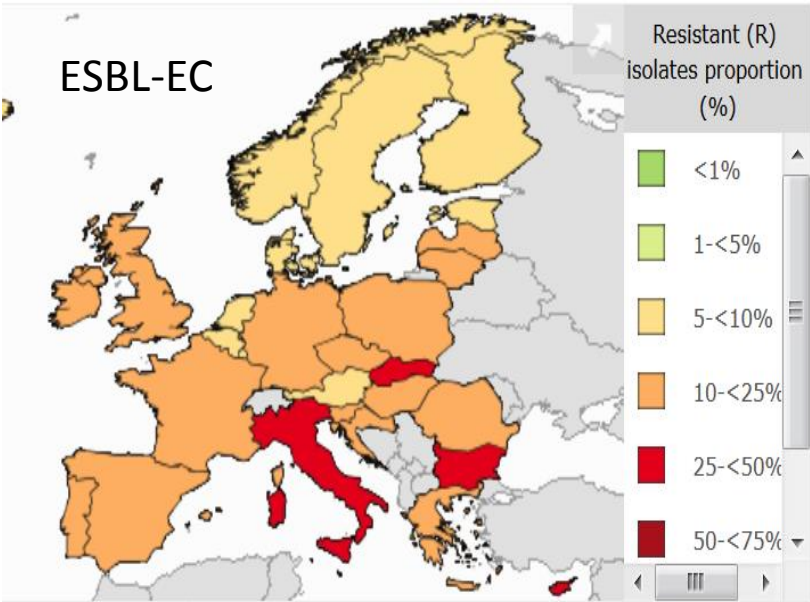 ESBL-EC
Resistant (R)
isolates proportion
(%)
<1%
1-<5%
5-<10%
10-<25%
25-<50%
50-<75%